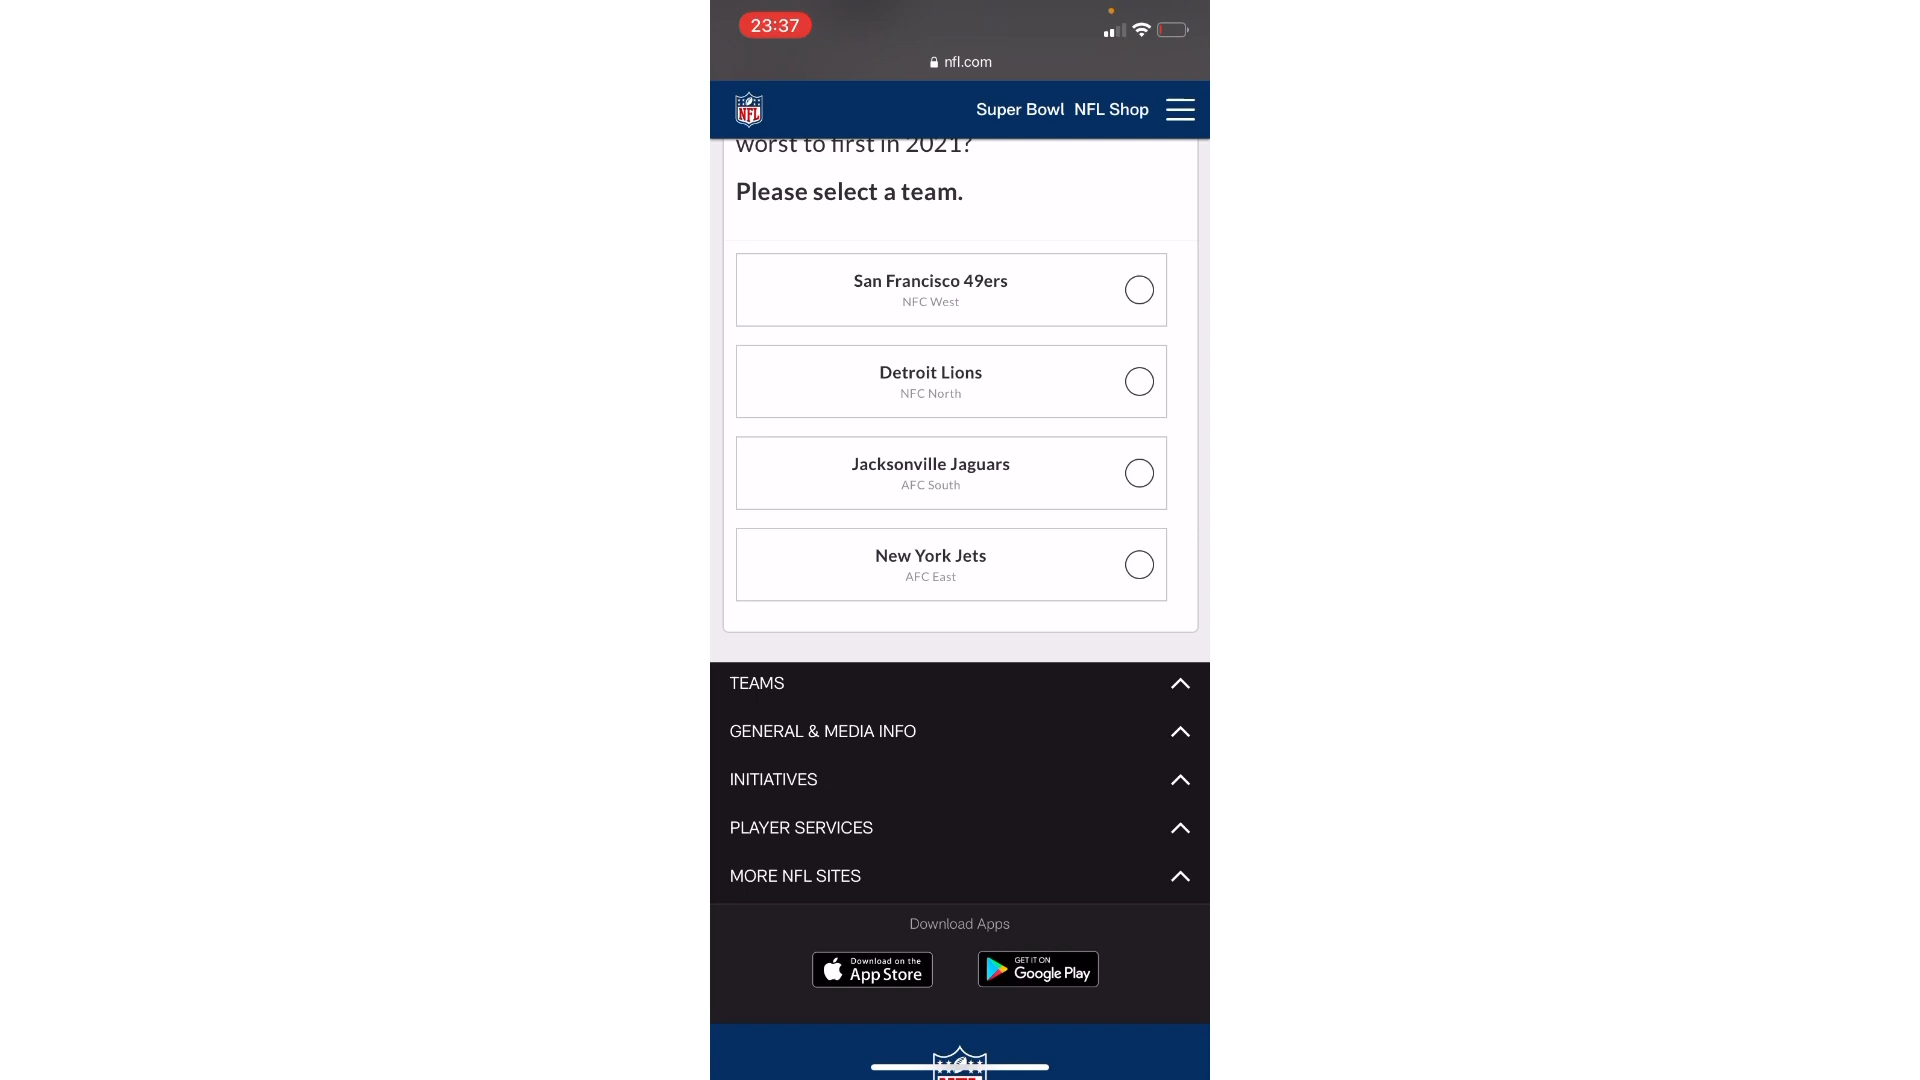 23:37
nfl.com
NFL
Super Bowl NFL Shop
worst to first in 2021?
Please select a team.
San Francisco 49ers
NFC West
Detroit Lions
NFC North
Jacksonville Jaguars
AFC South
New York Jets
AFC East
TEAMS
GENERAL & MEDIA INFO
INITIATIVES
PLAYER SERVICES
MORE NFL SITES
Download Apps
Download on the
App Store
GET IT ON
Google Play
NFL